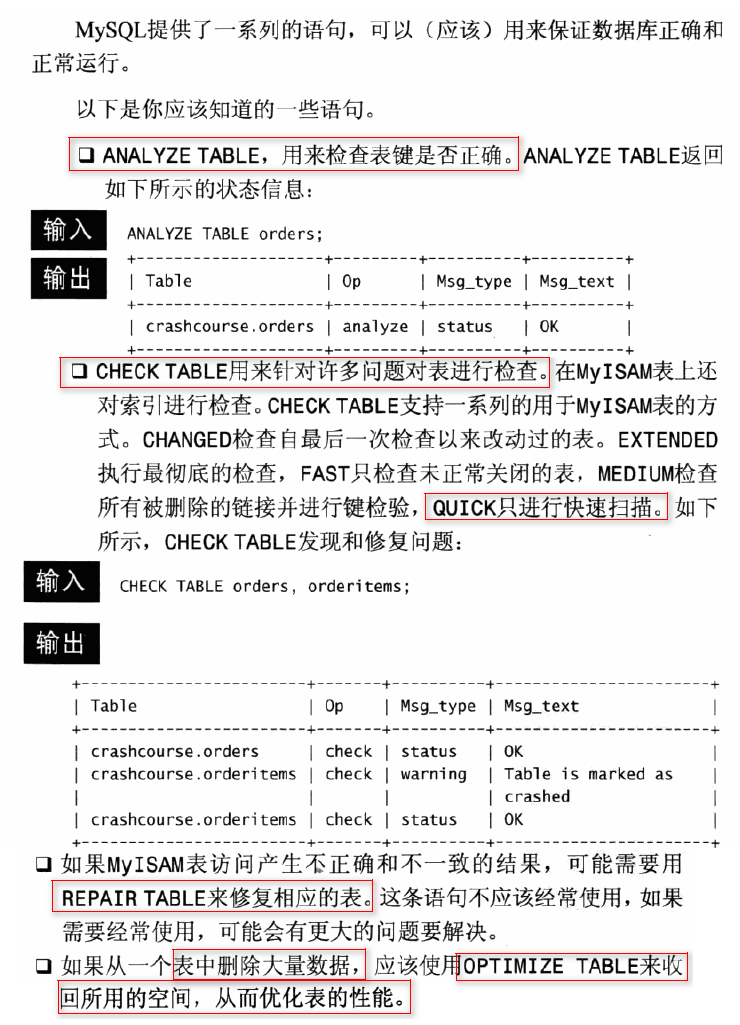 MySQL提供了一系列的语句，可以（应该）用来保证数据库正确和
正常运行。
以下是你应该知道的一些语句。
❑ ANALYZE TABLE，用来检查表键是否正确。ANALYZE TABLE返回
如下所示的状态信息：
输入 ANALYZE TABLE orders;
输出
+--------------------+---------+----------+----------+
| Table | Op | Msg_type | Msg_text |
+--------------------+---------+----------+----------+
| crashcourse.orders | analyze | status | OK |
+--------------------+---------+----------+----------+
❑ CHECK TABLE用来针对许多问题对表进行检查。在MyISAM表上还
对索引进行检查。CHECK TABLE支持一系列的用于MyISAM表的方
式。CHANGED检查自最后一次检查以来改动过的表。EXTENDED
执行最彻底的检查，FAST只检查未正常关闭的表，MEDIUM检查
所有被删除的链接并进行键检验，QUICK只进行快速扫描。如下
所示，CHECK TABLE发现和修复问题：
输入 CHECK TABLE orders, orderitems;
输出
+------------------------+-------+----------+------------------------+
| Table | Op | Msg_type | Msg_text |
+------------------------+-------+----------+------------------------+
| crashcourse.orders | check | status | OK |
| crashcourse.orderitems | check | warning | Table is marked as |
| | | | crashed |
| crashcourse.orderitems | check | status | OK |
+------------------------+-------+----------+------------------------+
❑ 如果MyISAM表访问产生不正确和不一致的结果，可能需要用
REPAIR TABLE来修复相应的表。这条语句不应该经常使用，如果
需要经常使用，可能会有更大的问题要解决。
❑ 如果从一个表中删除大量数据，应该使用OPTIMIZE TABLE来收
回所用的空间，从而优化表的性能。